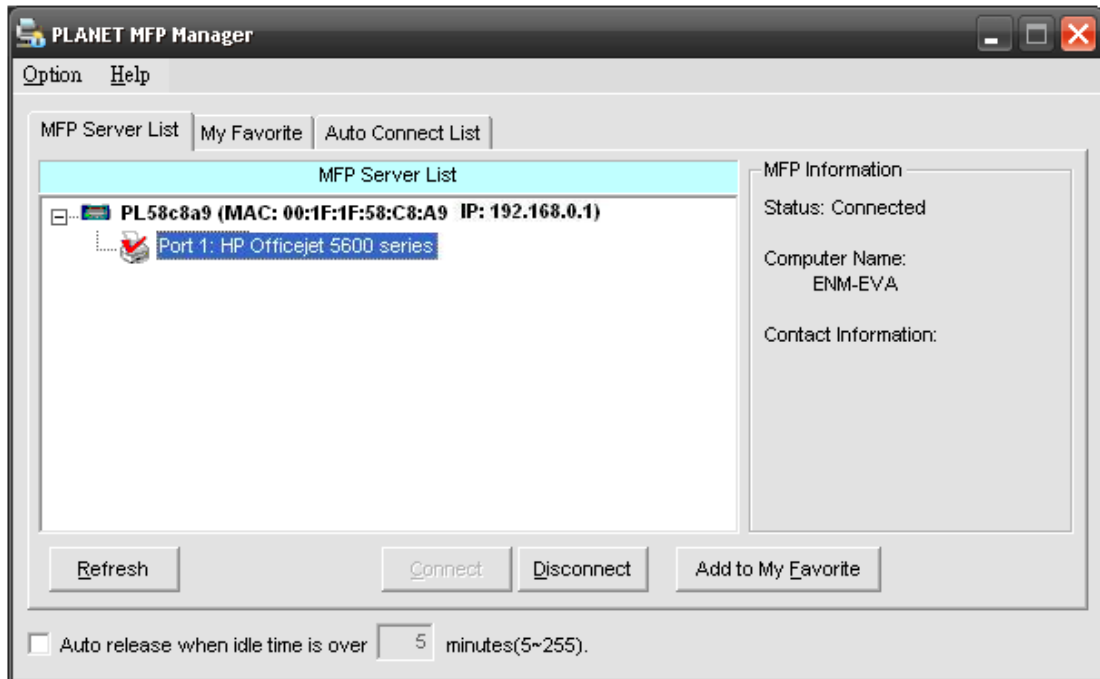 PLANET MFP Manager
Option Help
MFP Server List My Favorite Auto Connect List
MFP Server List
PL58c8a9 (MAC: 00:1F:1F:58:C8:A9 IP: 192.168.0.1)
Port 1: HP Officejet 5600 series
MFP Information
Status: Connected
Computer Name:
ENM-EVA
Contact Information:
Refresh Connect Disconnect Add to My Favorite
Auto release when idle time is over 5 minutes(5~255).